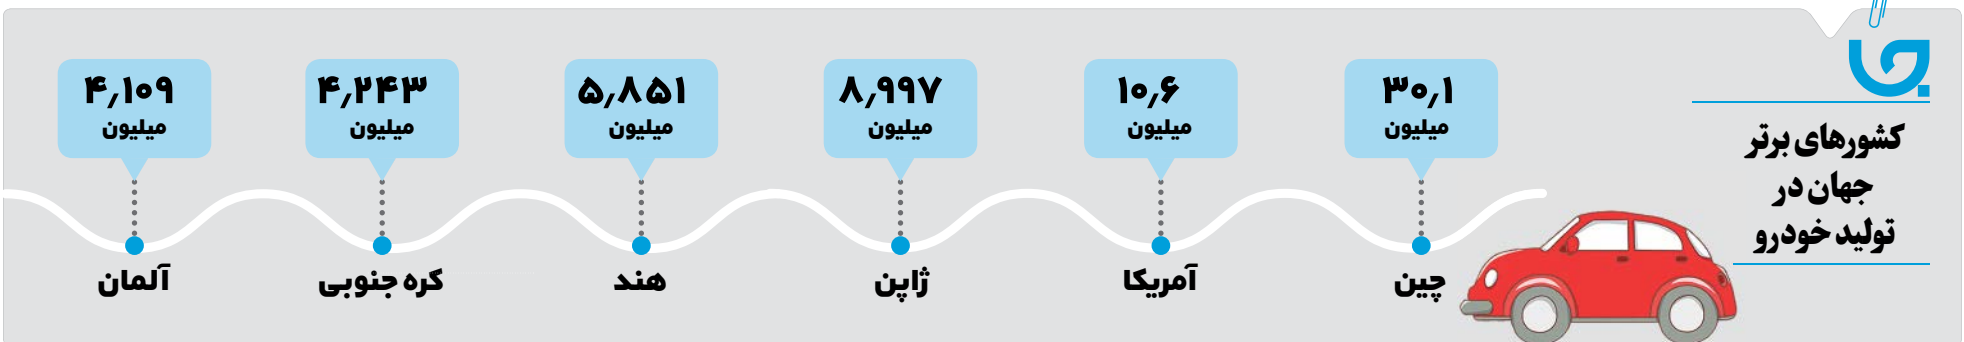 کشورهای برتر
جهان در
تولید خودرو
۳۰٫۱
میلیون
چین
۱۰٫۶
میلیون
آمریکا
۸٫۹۹۷
میلیون
ژاپن
۵٫۸۵۱
میلیون
هند
۴٫۲۴۳
میلیون
کره جنوبی
۴٫۱۰۹
میلیون
آلمان